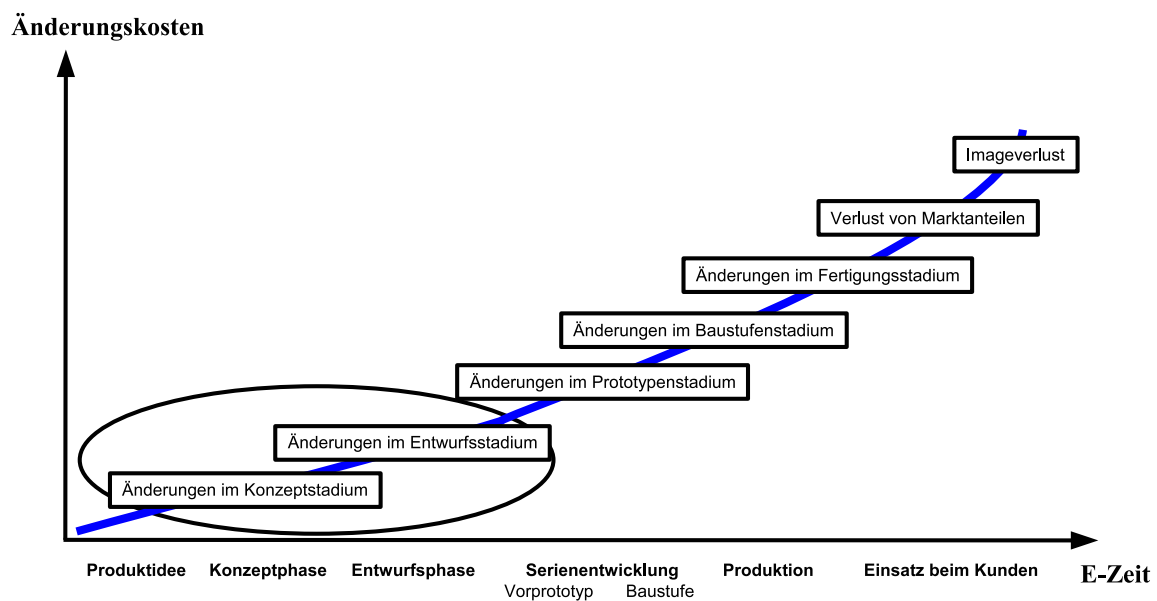 Änderungskosten
Imageverlust
Verlust von Marktanteilen
Änderungen im Fertigungsstadium
Änderungen im Baustufenstadium
Änderungen im Prototypenstadium
Änderungen im Entwurfsstadium
Änderungen im Konzeptstadium
Produktidee Konzeptphase Entwurfsphase Serienentwicklung Produktion Einsatz beim Kunden E-Zeit
Vorprototyp Baustufe